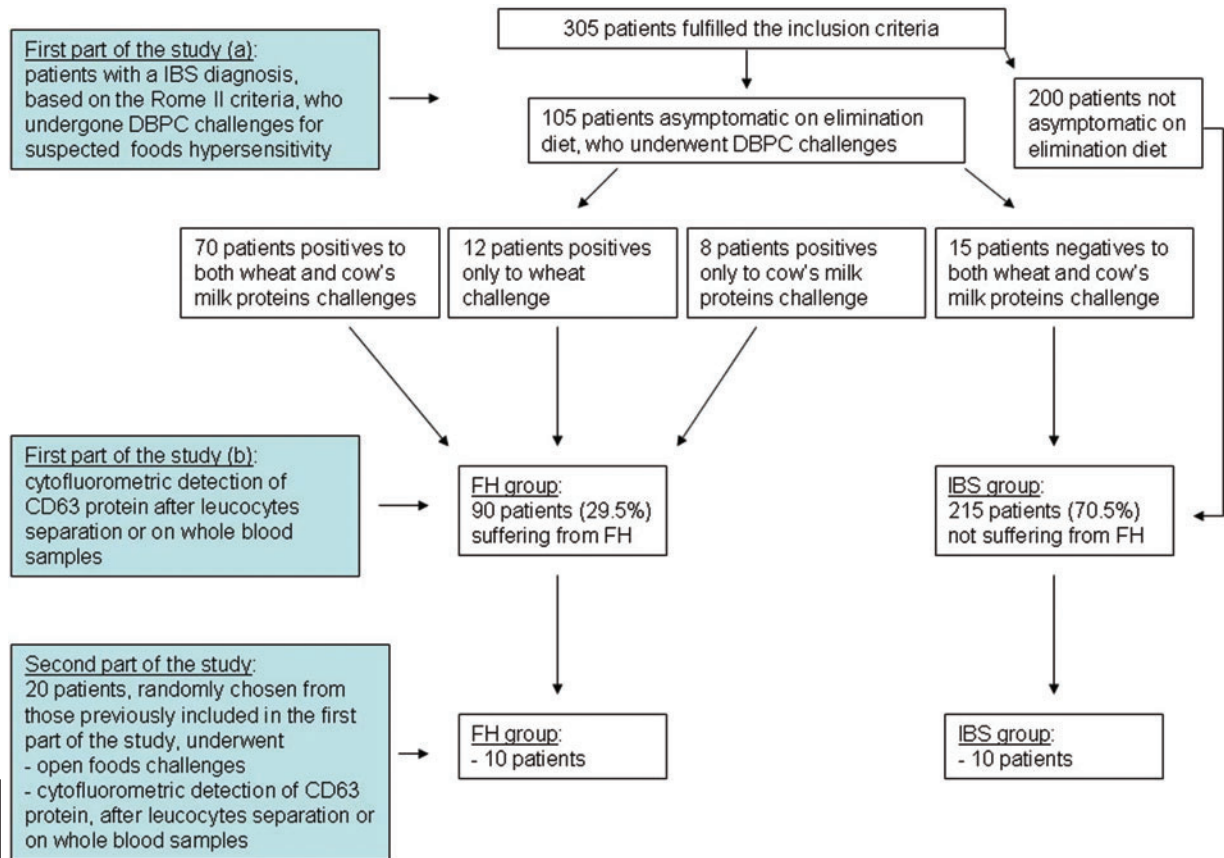 305 patients fulfilled the inclusion criteria
First part of the study (a):
patients with a IBS diagnosis,
based on the Rome II criteria, who
undergone DBPC challenges for
suspected foods hypersensitivity
105 patients asymptomatic on elimination
diet, who underwent DBPC challenges
200 patients not
asymptomatic on
elimination diet
70 patients positives to
both wheat and cow's
milk proteins challenges
12 patients positives
only to wheat
challenge
8 patients positives
only to cow's milk
proteins challenge
15 patients negatives to
both wheat and cow's
milk proteins challenge
First part of the study (b):
cytofluorometric detection of
CD63 protein after leucocytes
separation or on whole blood
samples
FH group:
90 patients (29.5%)
suffering from FH
IBS group:
215 patients (70.5%)
not suffering from FH
Second part of the study:
20 patients, randomly chosen from
those previously included in the first
part of the study, underwent
- open foods challenges
- cytofluorometric detection of CD63
protein, after leucocytes separation or
on whole blood samples
FH group:
- 10 patients
IBS group:
- 10 patients